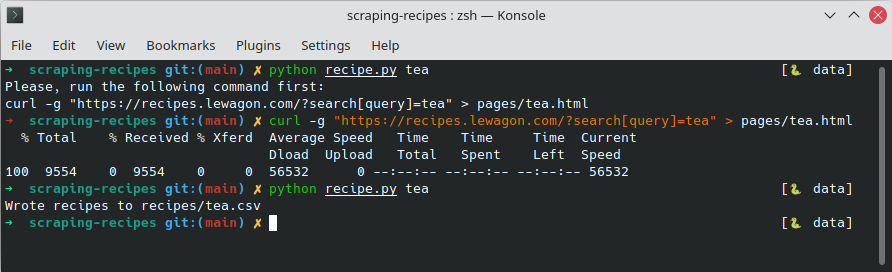 scraping-recipes : zsh — Konsole
File Edit View Bookmarks Plugins Settings Help
➜ scraping-recipes git:(main) ✗ python recipe.py tea [🐍 data]
Please, run the following command first:
curl -g "https://recipes.lewagon.com/?search[query]=tea" > pages/tea.html
➜ scraping-recipes git:(main) ✗ curl -g "https://recipes.lewagon.com/?search[query]=tea" > pages/tea.html
% Total % Received % Xferd Average Speed Time Time Time Current
Dload Upload Total Spent Left Speed
100 9554 0 9554 0 0 56532 0 --:--:-- --:--:-- --:--:-- 56532
➜ scraping-recipes git:(main) ✗ python recipe.py tea [🐍 data]
Wrote recipes to recipes/tea.csv
➜ scraping-recipes git:(main) ✗ [🐍 data]